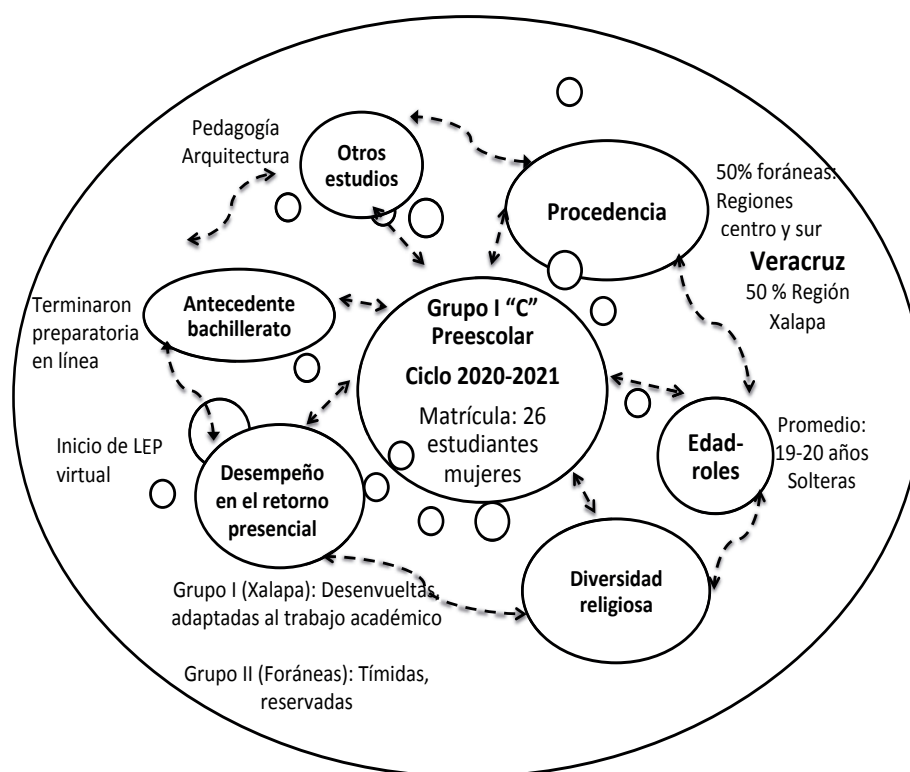 Pedagogía
Arquitectura
Otros
estudios
Procedencia
50% foráneas:
Regiones
centro y sur
Veracruz
50 % Región
Xalapa
Terminaron
preparatoria
en línea
Antecedente
bachillerato
Grupo I “C”
Preescolar
Ciclo 2020-2021
Matrícula: 26
estudiantes
mujeres
Inicio de LEP
virtual
Desempeño
en el retorno
presencial
Edad-
roles
Promedio:
19-20 años
Solteras
Diversidad
religiosa
Grupo I (Xalapa): Desenvueltas,
adaptadas al trabajo académico
Grupo II (Foráneas): Tímidas,
reservadas